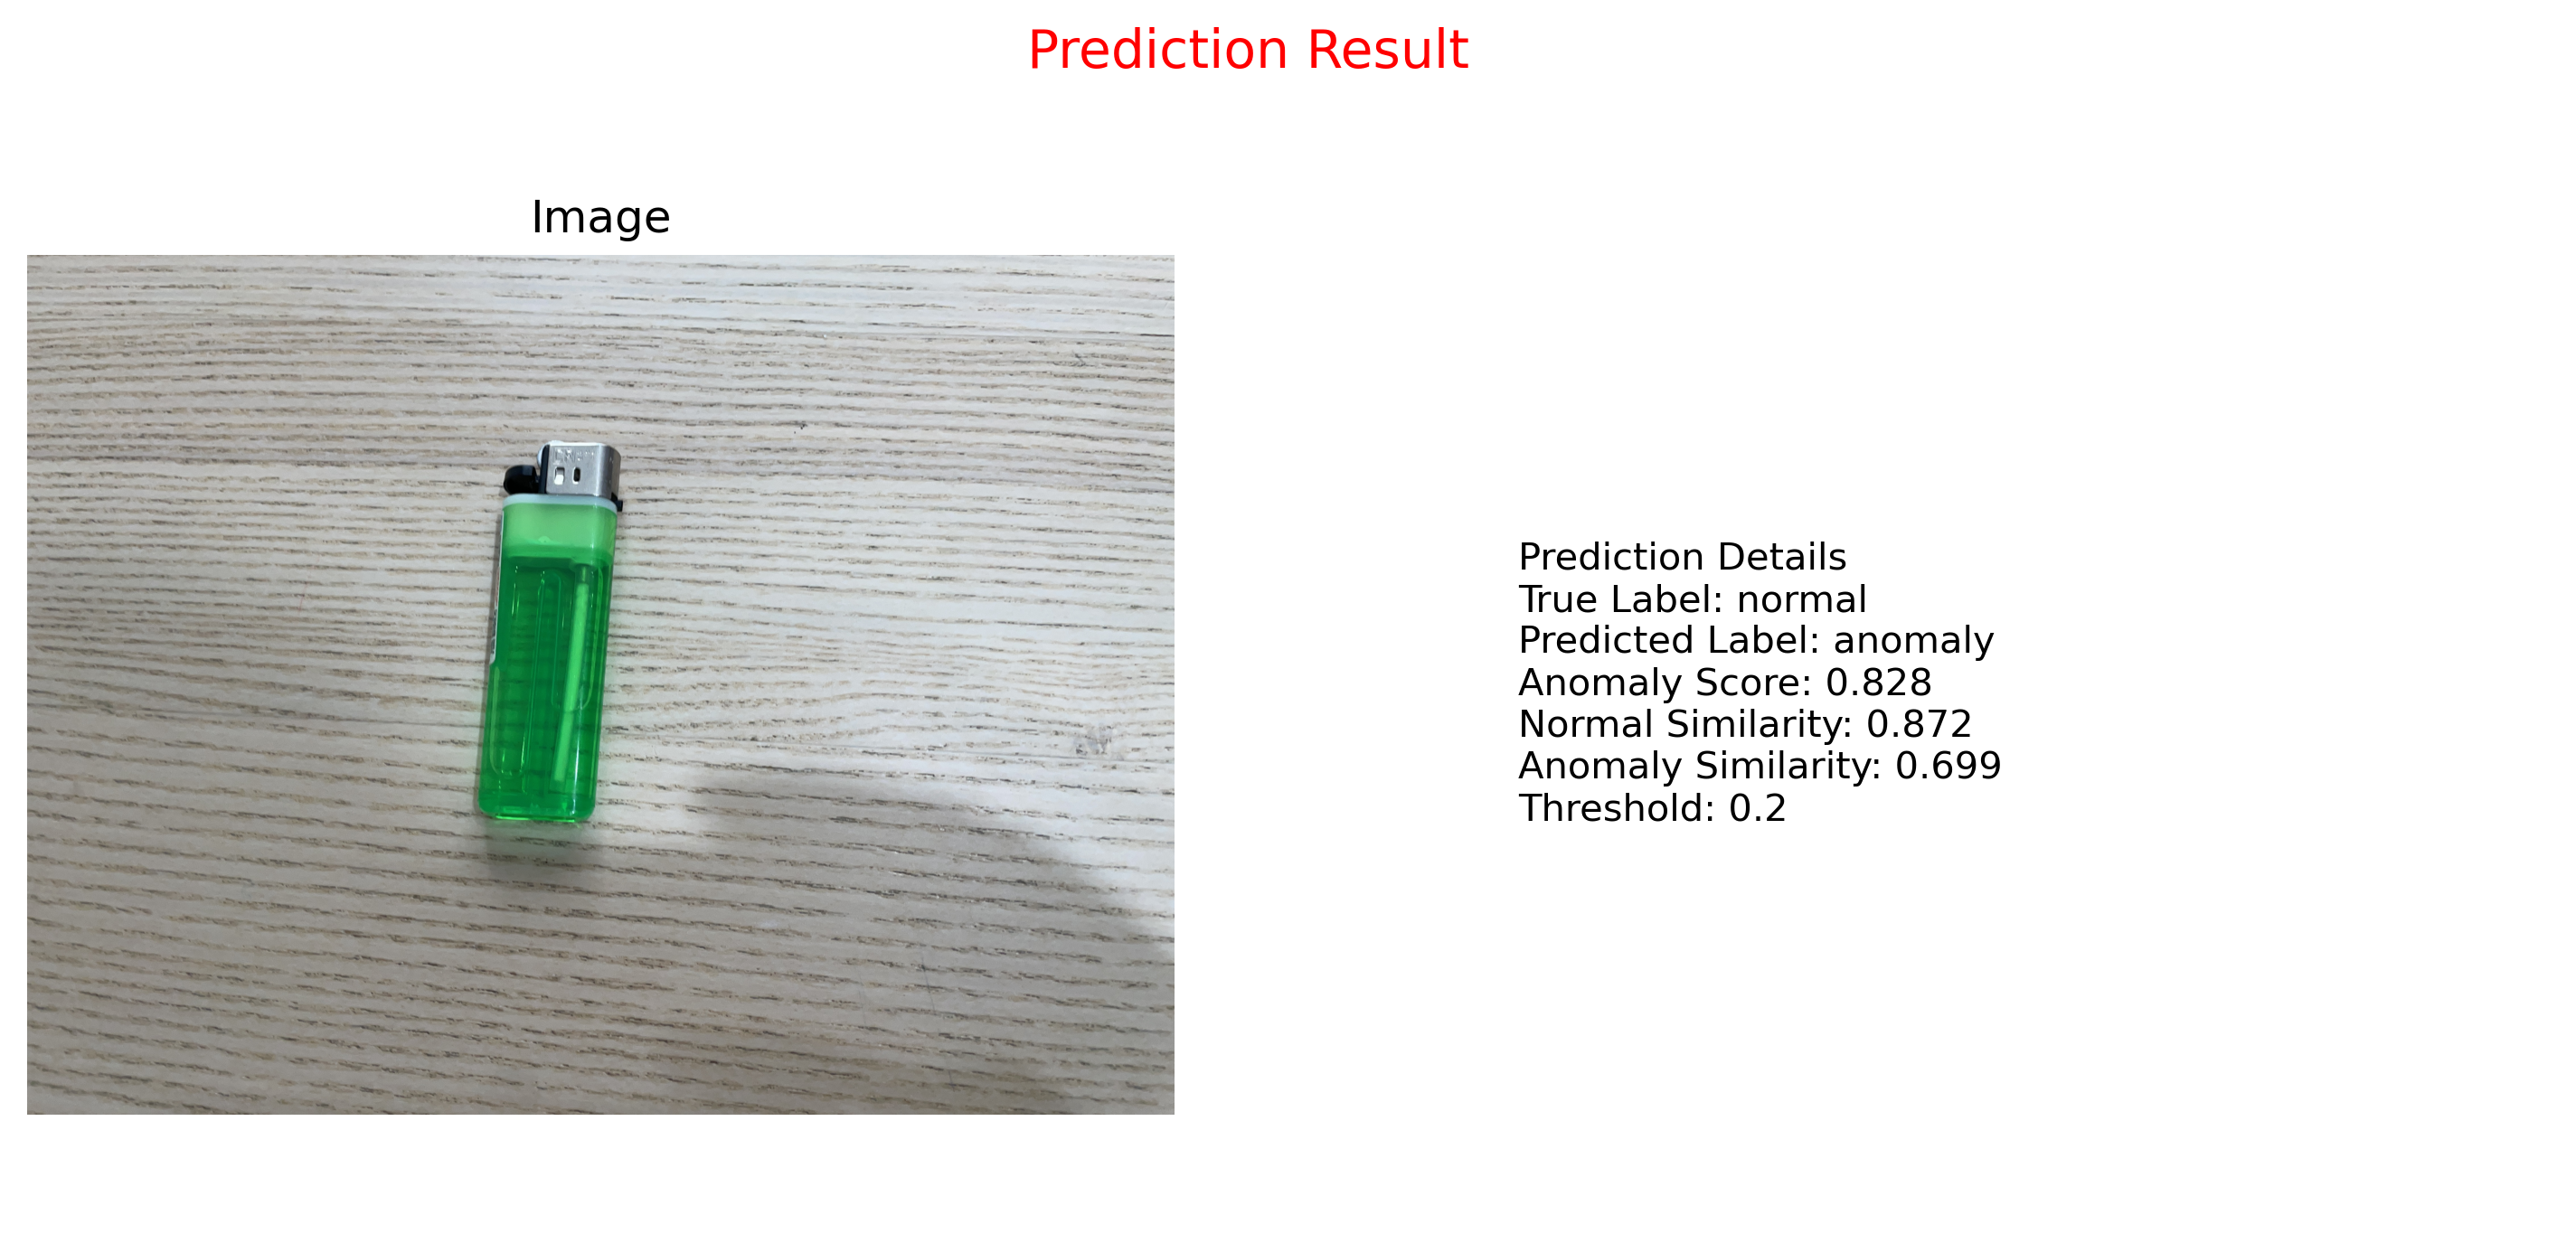 Prediction Result
Image
Prediction Details
True Label: normal
Predicted Label: anomaly
Anomaly Score: 0.828
Normal Similarity: 0.872
Anomaly Similarity: 0.699
Threshold: 0.2